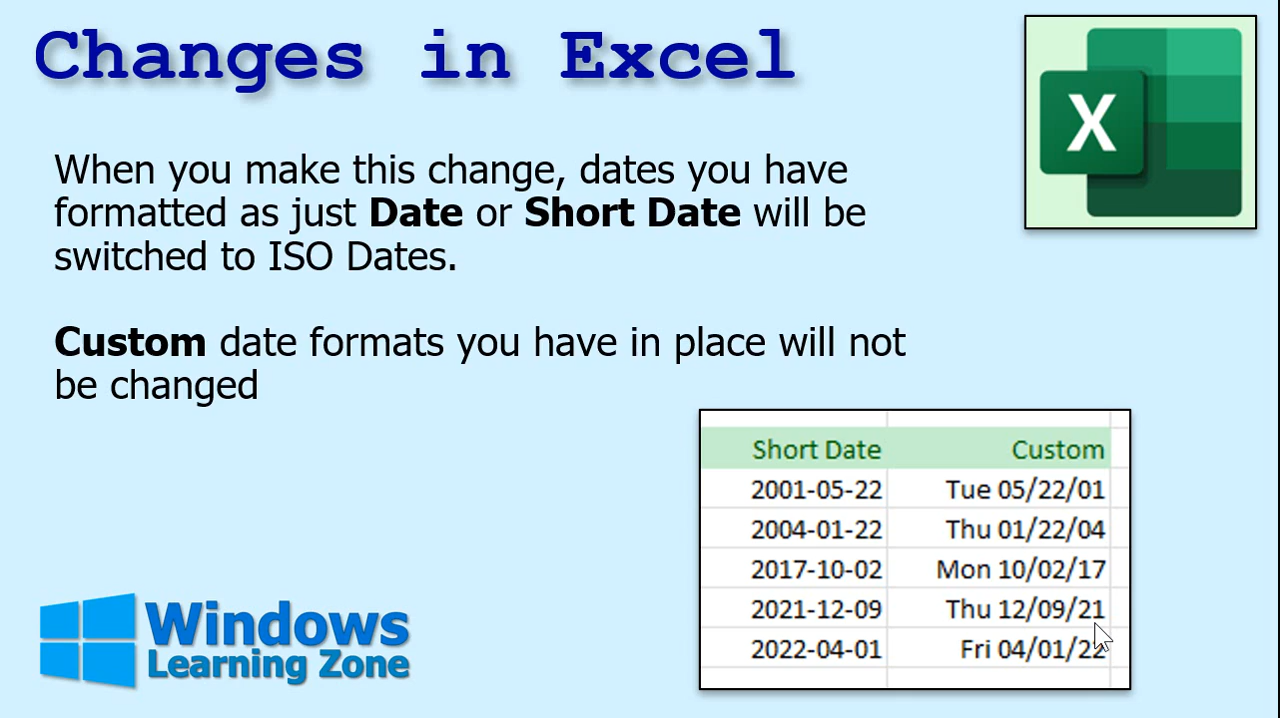 Changes in Excel
X
When you make this change, dates you have
formatted as just Date or Short Date will be
switched to ISO Dates.
Custom date formats you have in place will not
be changed
Short Date Custom
2001-05-22 Tue 05/22/01
2004-01-22 Thu 01/22/04
2017-10-02 Mon 10/02/17
2021-12-09 Thu 12/09/21
2022-04-01 Fri 04/01/22
Windows
Learning Zone